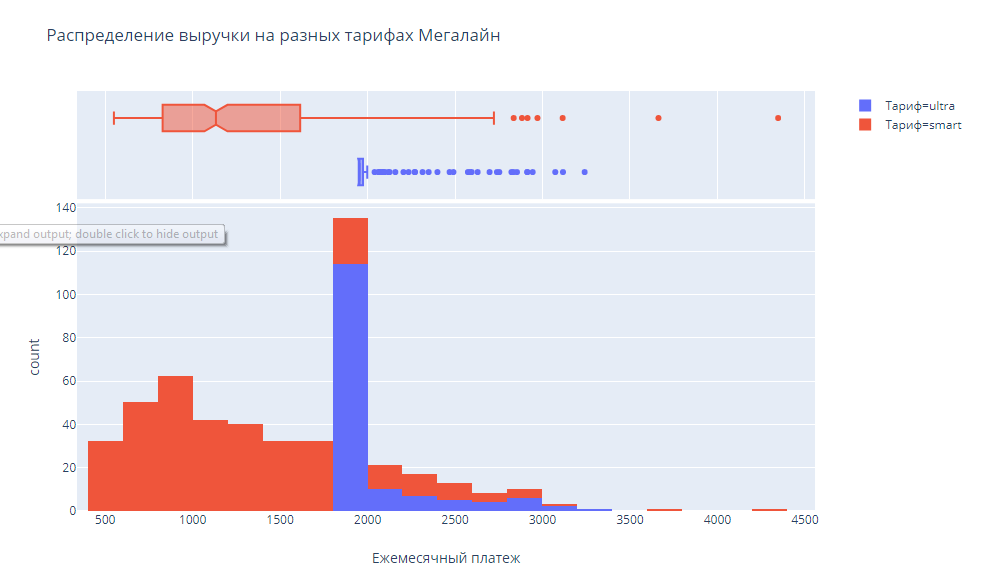 Распределение выручки на разных тарифах Мегалайн
Тариф=ultra
Тариф=smart
140
xpand output; double click to hide output
120
100
80
60
40
20
0
count
500 1000 1500 2000 2500 3000 3500 4000 4500
Ежемесячный платеж